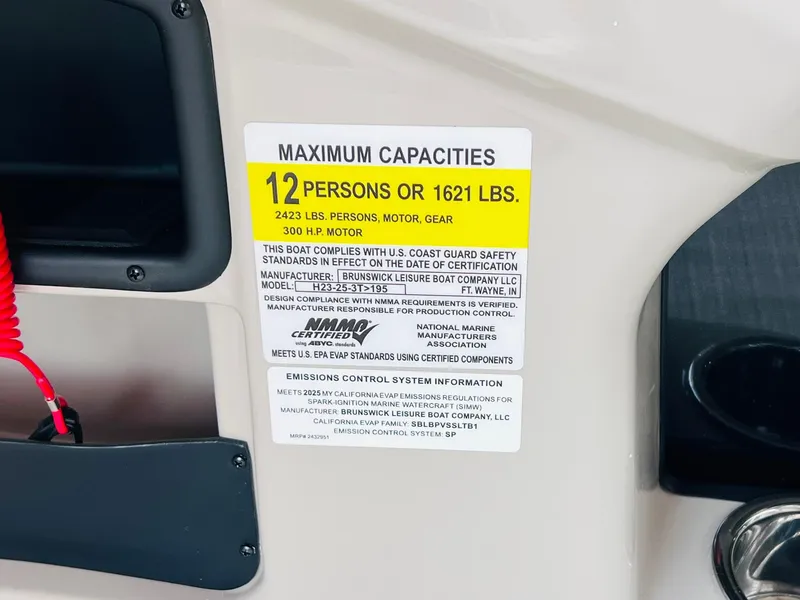 MAXIMUM CAPACITIES
12 PERSONS OR 1621 LBS.
2423 LBS. PERSONS, MOTOR, GEAR
300 H.P. MOTOR
THIS BOAT COMPLIES WITH U.S. COAST GUARD SAFETY
STANDARDS IN EFFECT ON THE DATE OF CERTIFICATION
MANUFACTURER: BRUNSWICK LEISURE BOAT COMPANY LLC
MODEL: H23-25-3T>195 FT. WAYNE, IN
DESIGN COMPLIANCE WITH NMMA REQUIREMENTS IS VERIFIED.
MANUFACTURER RESPONSIBLE FOR PRODUCTION CONTROL.
NMMA®
CERTIFIED
using ABYC standards
NATIONAL MARINE
MANUFACTURERS
ASSOCIATION
MEETS U.S. EPA EVAP STANDARDS USING CERTIFIED COMPONENTS
EMISSIONS CONTROL SYSTEM INFORMATION
MEETS 2025 MY CALIFORNIA EVAP EMISSIONS REGULATIONS FOR
SPARK-IGNITION MARINE WATERCRAFT (SIMW)
MANUFACTURER: BRUNSWICK LEISURE BOAT COMPANY, LLC
CALIFORNIA EVAP FAMILY: SBLBPVSSLTB1
EMISSION CONTROL SYSTEM: SP
MRP# 2432651